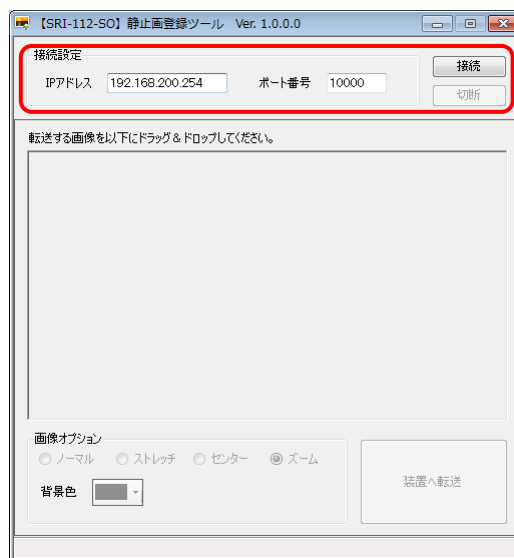 【SRI-112-SO】静止画登録ツール Ver. 1.0.0.0
接続設定
IPアドレス 192.168.200.254 ポート番号 10000
接続
切断
転送する画像を以下にドラッグ＆ドロップしてください。
画像オプション
ノーマル ストレッチ センター ズーム
背景色
装置へ転送